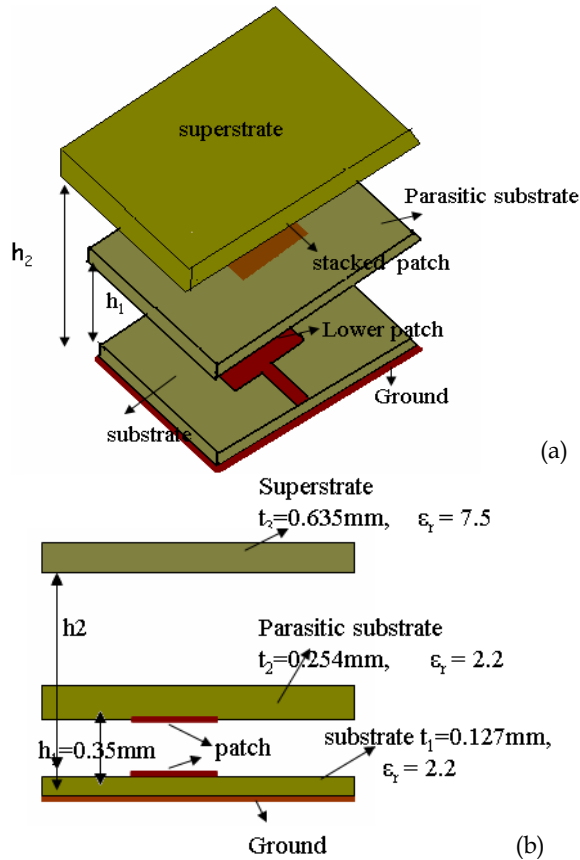 superstrate
Parasitic substrate
h2
stacked patch
h1
Lower patch
Ground
substrate
(a)
Superstrate
t3=0.635mm, εr = 7.5
h2
Parasitic substrate
t2=0.254mm, εr = 2.2
h1=0.35mm
patch
substrate t1=0.127mm,
εr = 2.2
Ground
(b)